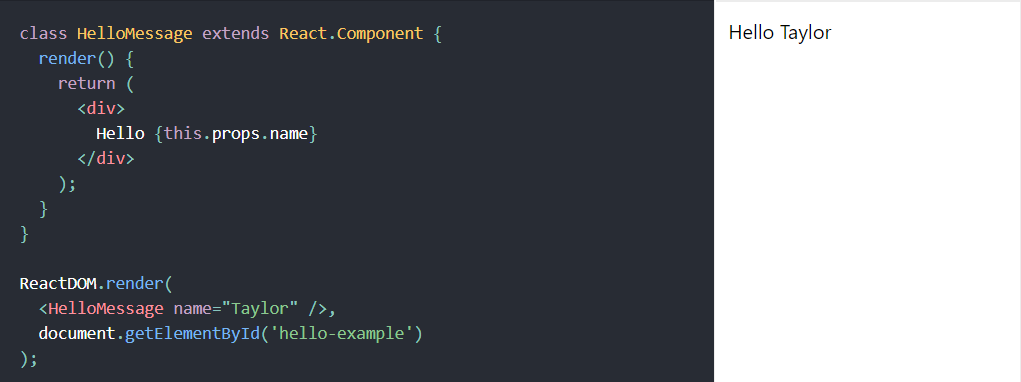 class HelloMessage extends React.Component {
  render() {
    return (
      <div>
        Hello {this.props.name}
      </div>
    );
  }
}

ReactDOM.render(
  <HelloMessage name="Taylor" />,
  document.getElementById('hello-example')
);
Hello Taylor